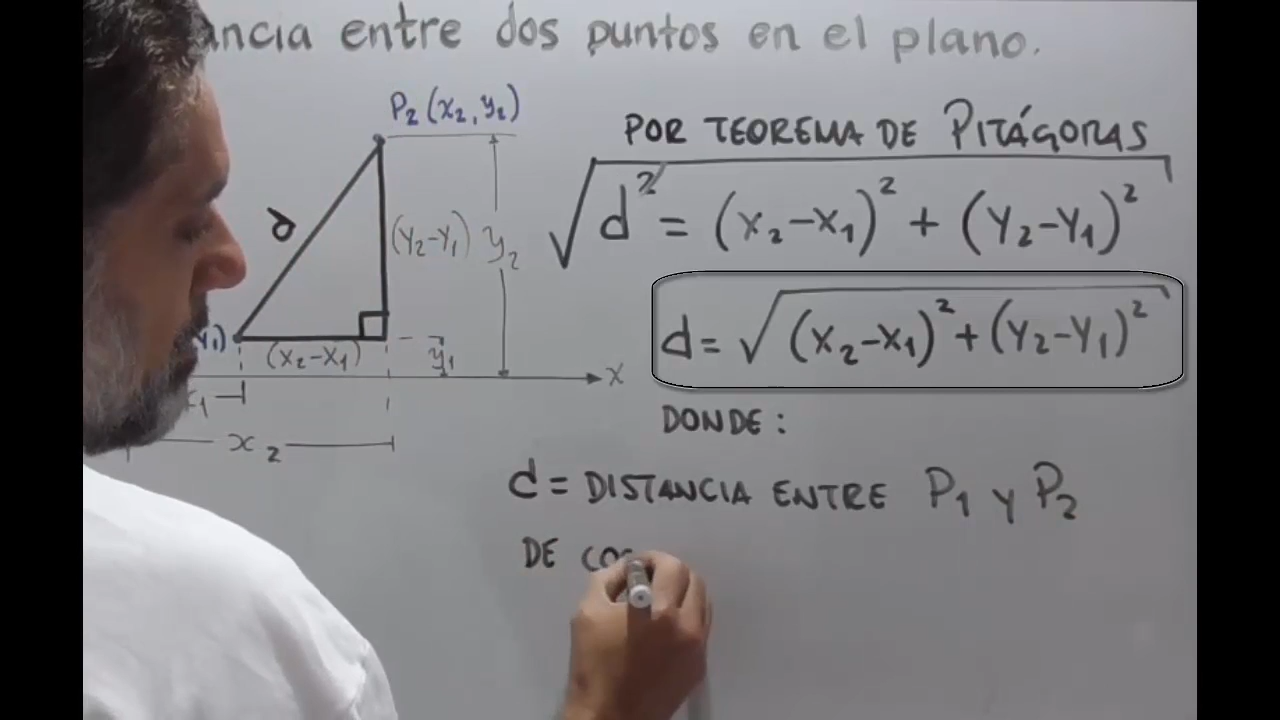 entre dos puntos en el plano.
P₂(x₂, y₂)
POR TEOREMA DE PITÁGORAS
√d² = (x₂-x₁)² + (y₂-y₁)²
d
(y₂-y₁) y₂
d = √(x₂-x₁)² + (y₂-y₁)²
(x₂-x₁) y₁
x
x₂
DONDE:
d = DISTANCIA ENTRE P₁ y P₂
DE